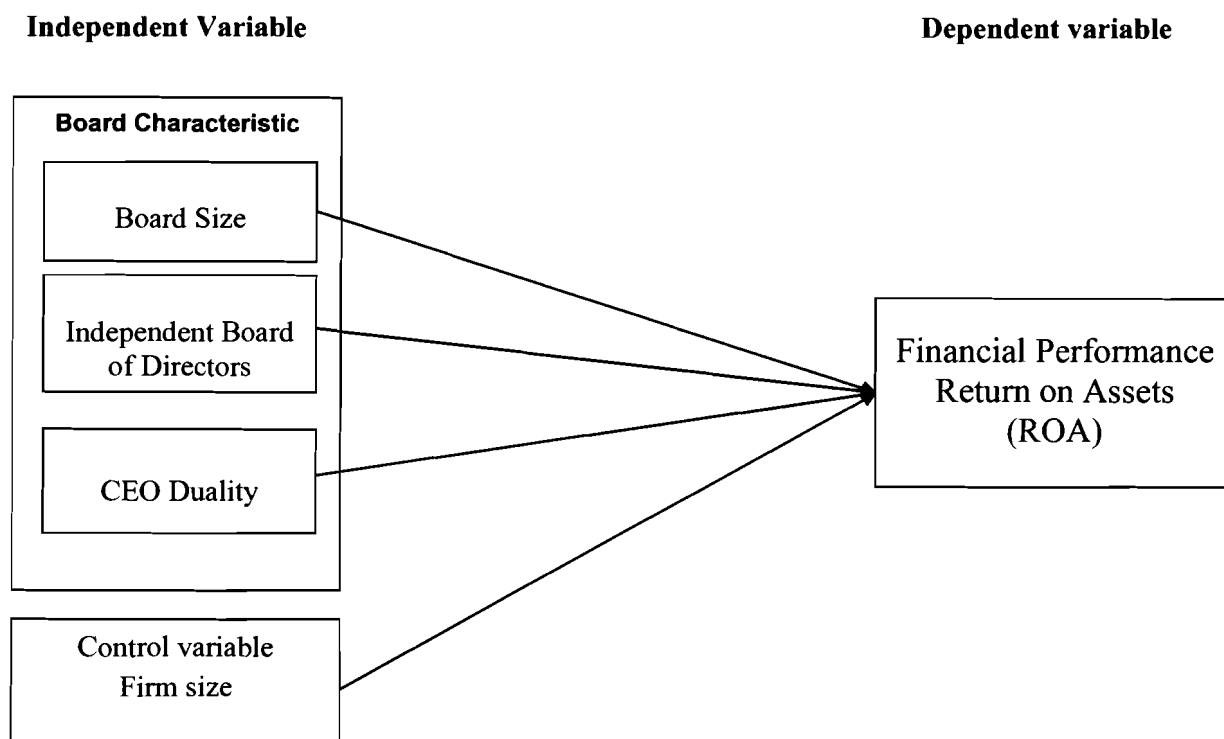 Independent Variable
Dependent variable
Board Characteristic
Board Size
Independent Board
of Directors
CEO Duality
Financial Performance
Return on Assets
(ROA)
Control variable
Firm size